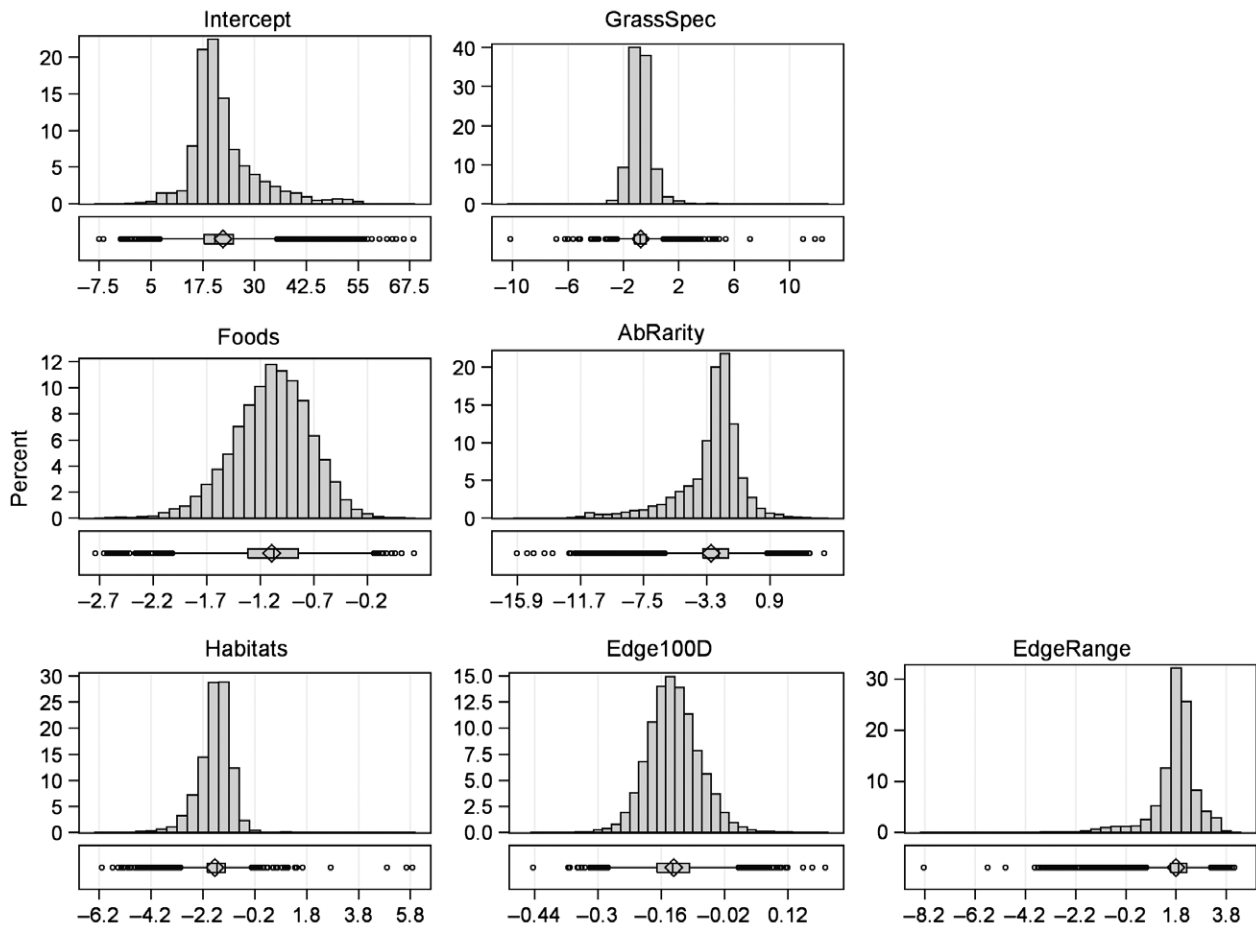 Intercept
20
15
10
5
0
−7.5 5 17.5 30 42.5 55 67.5
GrassSpec
40
30
20
10
0
−10 −6 −2 2 6 10
Percent
Foods
12
10
8
6
4
2
0
−2.7 −2.2 −1.7 −1.2 −0.7 −0.2
AbRarity
20
15
10
5
0
−15.9 −11.7 −7.5 −3.3 0.9
Habitats
30
25
20
15
10
5
0
−6.2 −4.2 −2.2 −0.2 1.8 3.8 5.8
Edge100D
15.0
12.5
10.0
7.5
5.0
2.5
0.0
−0.44 −0.3 −0.16 −0.02 0.12
EdgeRange
30
20
10
0
−8.2 −6.2 −4.2 −2.2 −0.2 1.8 3.8